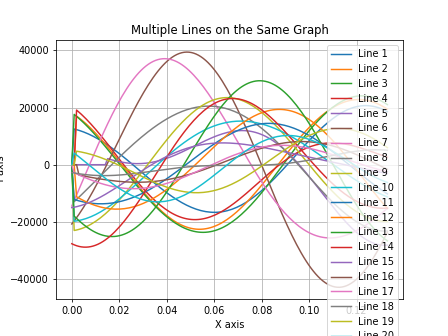 Multiple Lines on the Same Graph
40000
20000
0
−20000
−40000
0.00
0.02
0.04
0.06
0.08
0.10
X axis
Line 1
Line 2
Line 3
Line 4
Line 5
Line 6
Line 7
Line 8
Line 9
Line 10
Line 11
Line 12
Line 13
Line 14
Line 15
Line 16
Line 17
Line 18
Line 19
Line 20